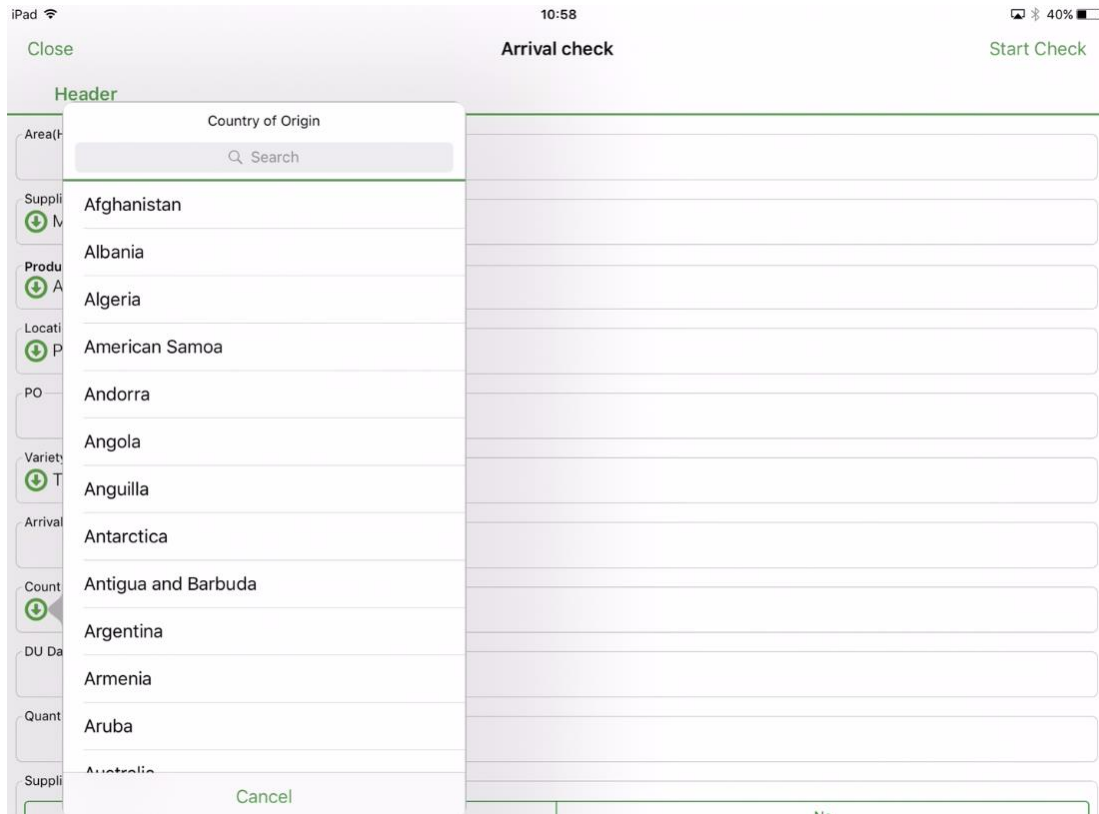 iPad 10:58 40%
Close Arrival check Start Check
Header
Country of Origin
Area(H
Search
Suppli
Afghanistan
M
Albania
Produ
A
Algeria
Locati
American Samoa
P
PO
Andorra
Angola
Variety
T
Anguilla
Arrival
Antarctica
Count
Antigua and Barbuda
Argentina
DU Da
Armenia
Quant
Aruba
Australia
Suppli
Cancel
No